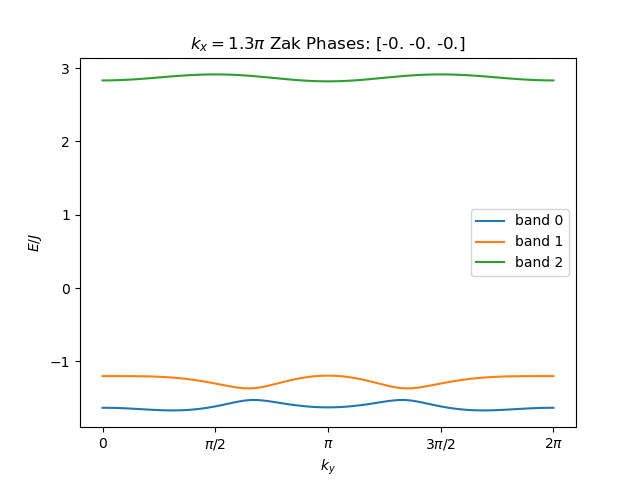 $k_x = 1.3\pi$ Zak Phases: [-0. -0. -0.]
E/J
3
2
1
0
−1
band 0
band 1
band 2
0
π/2
π
3π/2
2π
$k_y$